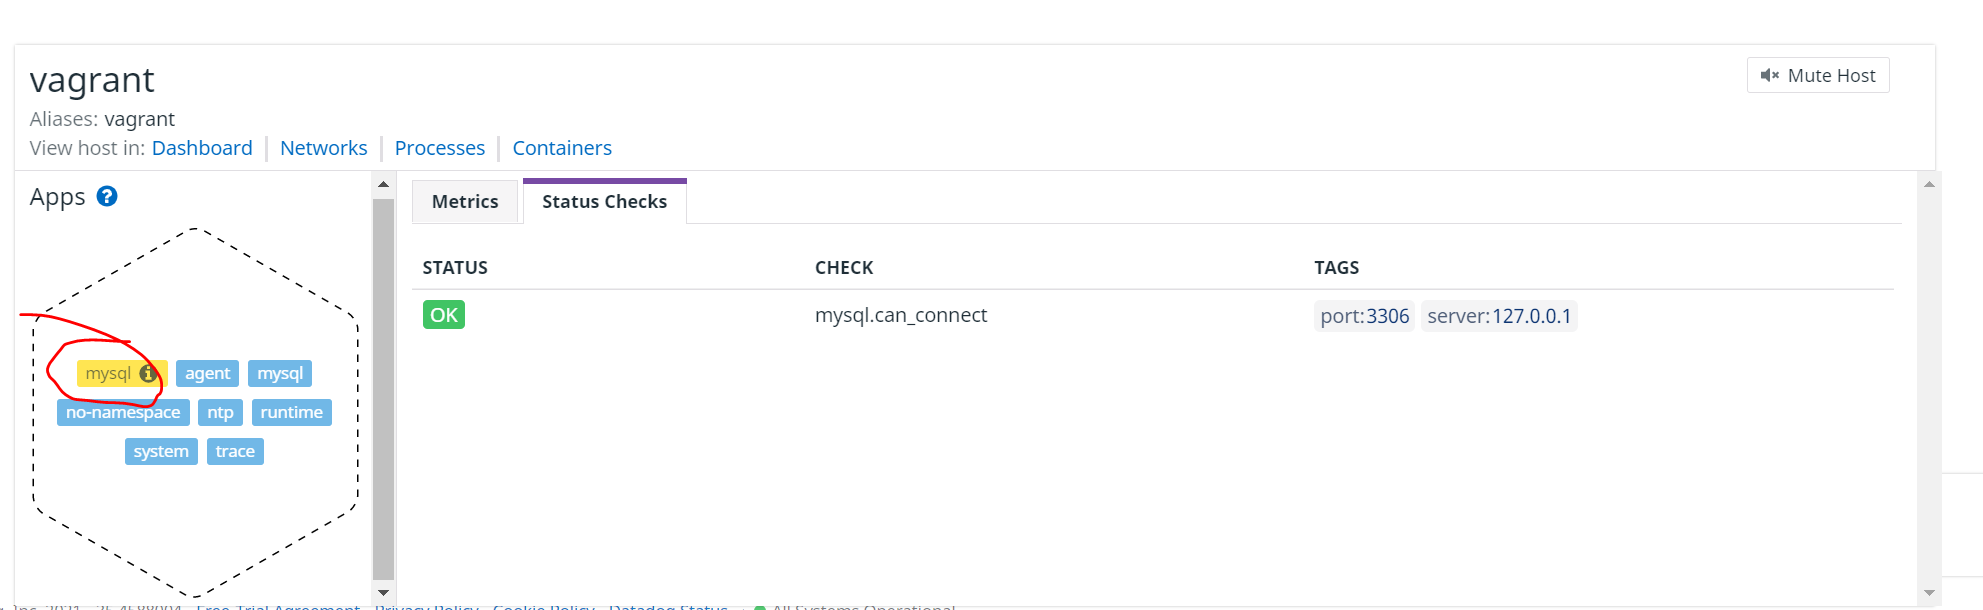 vagrant
Mute Host
Aliases: vagrant
View host in: Dashboard Networks Processes Containers
Apps ?
Metrics Status Checks
STATUS CHECK TAGS
OK mysql.can_connect port:3306 server:127.0.0.1
mysql i agent mysql
no-namespace ntp runtime
system trace
Free Trial Agreement Privacy Policy Cookie Policy Datadog Status All Systems Operational